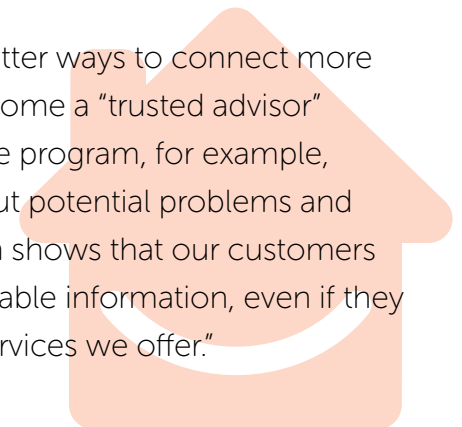 tter ways to connect more
ome a “trusted advisor”
e program, for example,
ut potential problems and
n shows that our customers
able information, even if they
rvices we offer.”